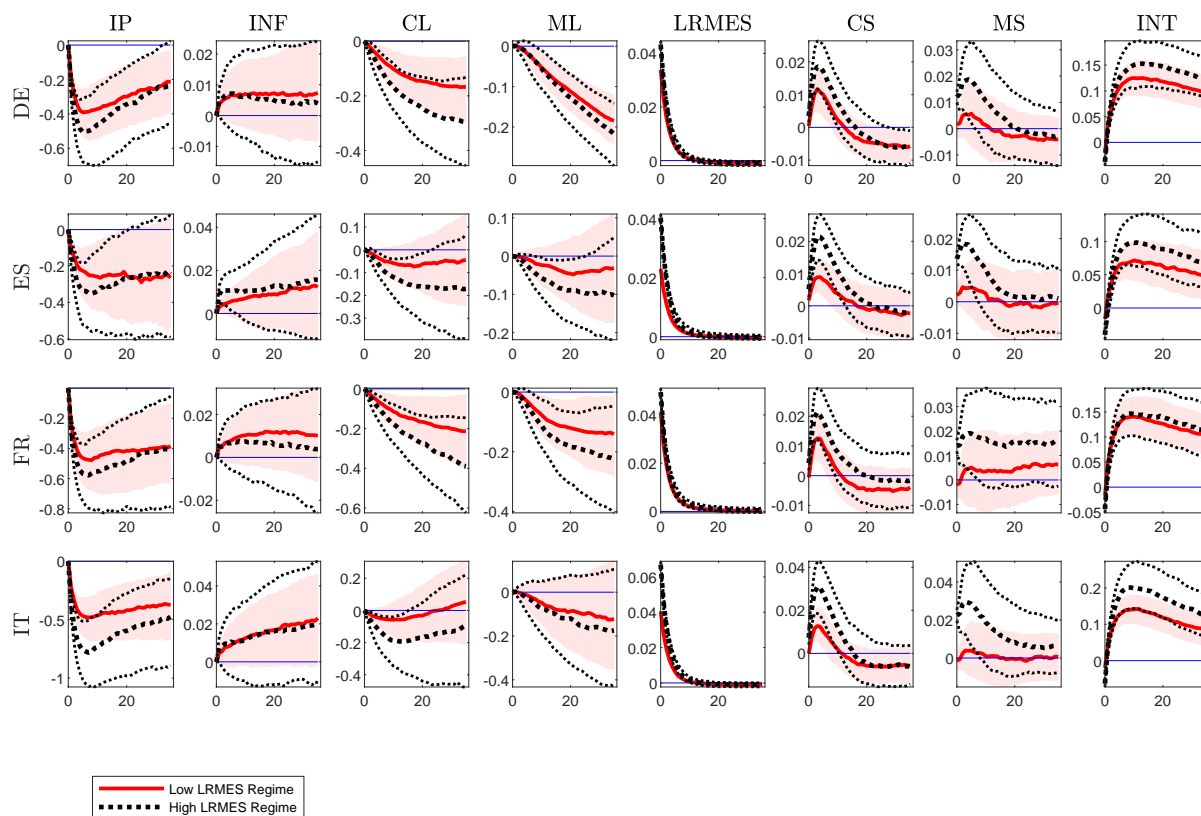 IP INF CL ML LRMES CS MS INT
DE
0 -0.2 -0.4 -0.6 0 20
0.024 0.01 0 -0.01 0 20
0 -0.2 -0.4 0 20
0 -0.2 0 20
0.04 0.02 0 0 20
0.02 0.01 0 -0.01 0 20
0.03 0.02 0.01 0 -0.01 0 20
0.15 0.1 0.05 0 0 20
ES
0 -0.2 -0.4 -0.6 0 20
0.04 0.02 0 0 20
0.1 0 -0.1 -0.2 -0.3 0 20
0.1 0 -0.1 -0.2 0 20
0.04 0.02 0 0 20
0.02 0.01 0 -0.01 0 20
0.02 0.01 0 -0.01 0 20
0.1 0.05 0 0 20
FR
-0.2 -0.4 -0.6 -0.8 0 20
0.02 0 -0.02 0 20
0 -0.2 -0.4 -0.6 0 20
0 -0.2 -0.4 0 20
0.04 0.02 0 0 20
0.02 0.01 0 -0.01 0 20
0.03 0.02 0.01 0 -0.01 0 20
0.15 0.1 0.05 0 -0.05 0 20
IT
0 -0.5 -1 0 20
0.04 0.02 0 0 20
0.2 0 -0.2 -0.4 0 20
0 -0.2 -0.4 0 20
0.06 0.04 0.02 0 0 20
0.04 0.02 0 0 20
0.04 0.02 0 0 20
0.2 0.1 0 0 20
Low LRMES Regime
High LRMES Regime